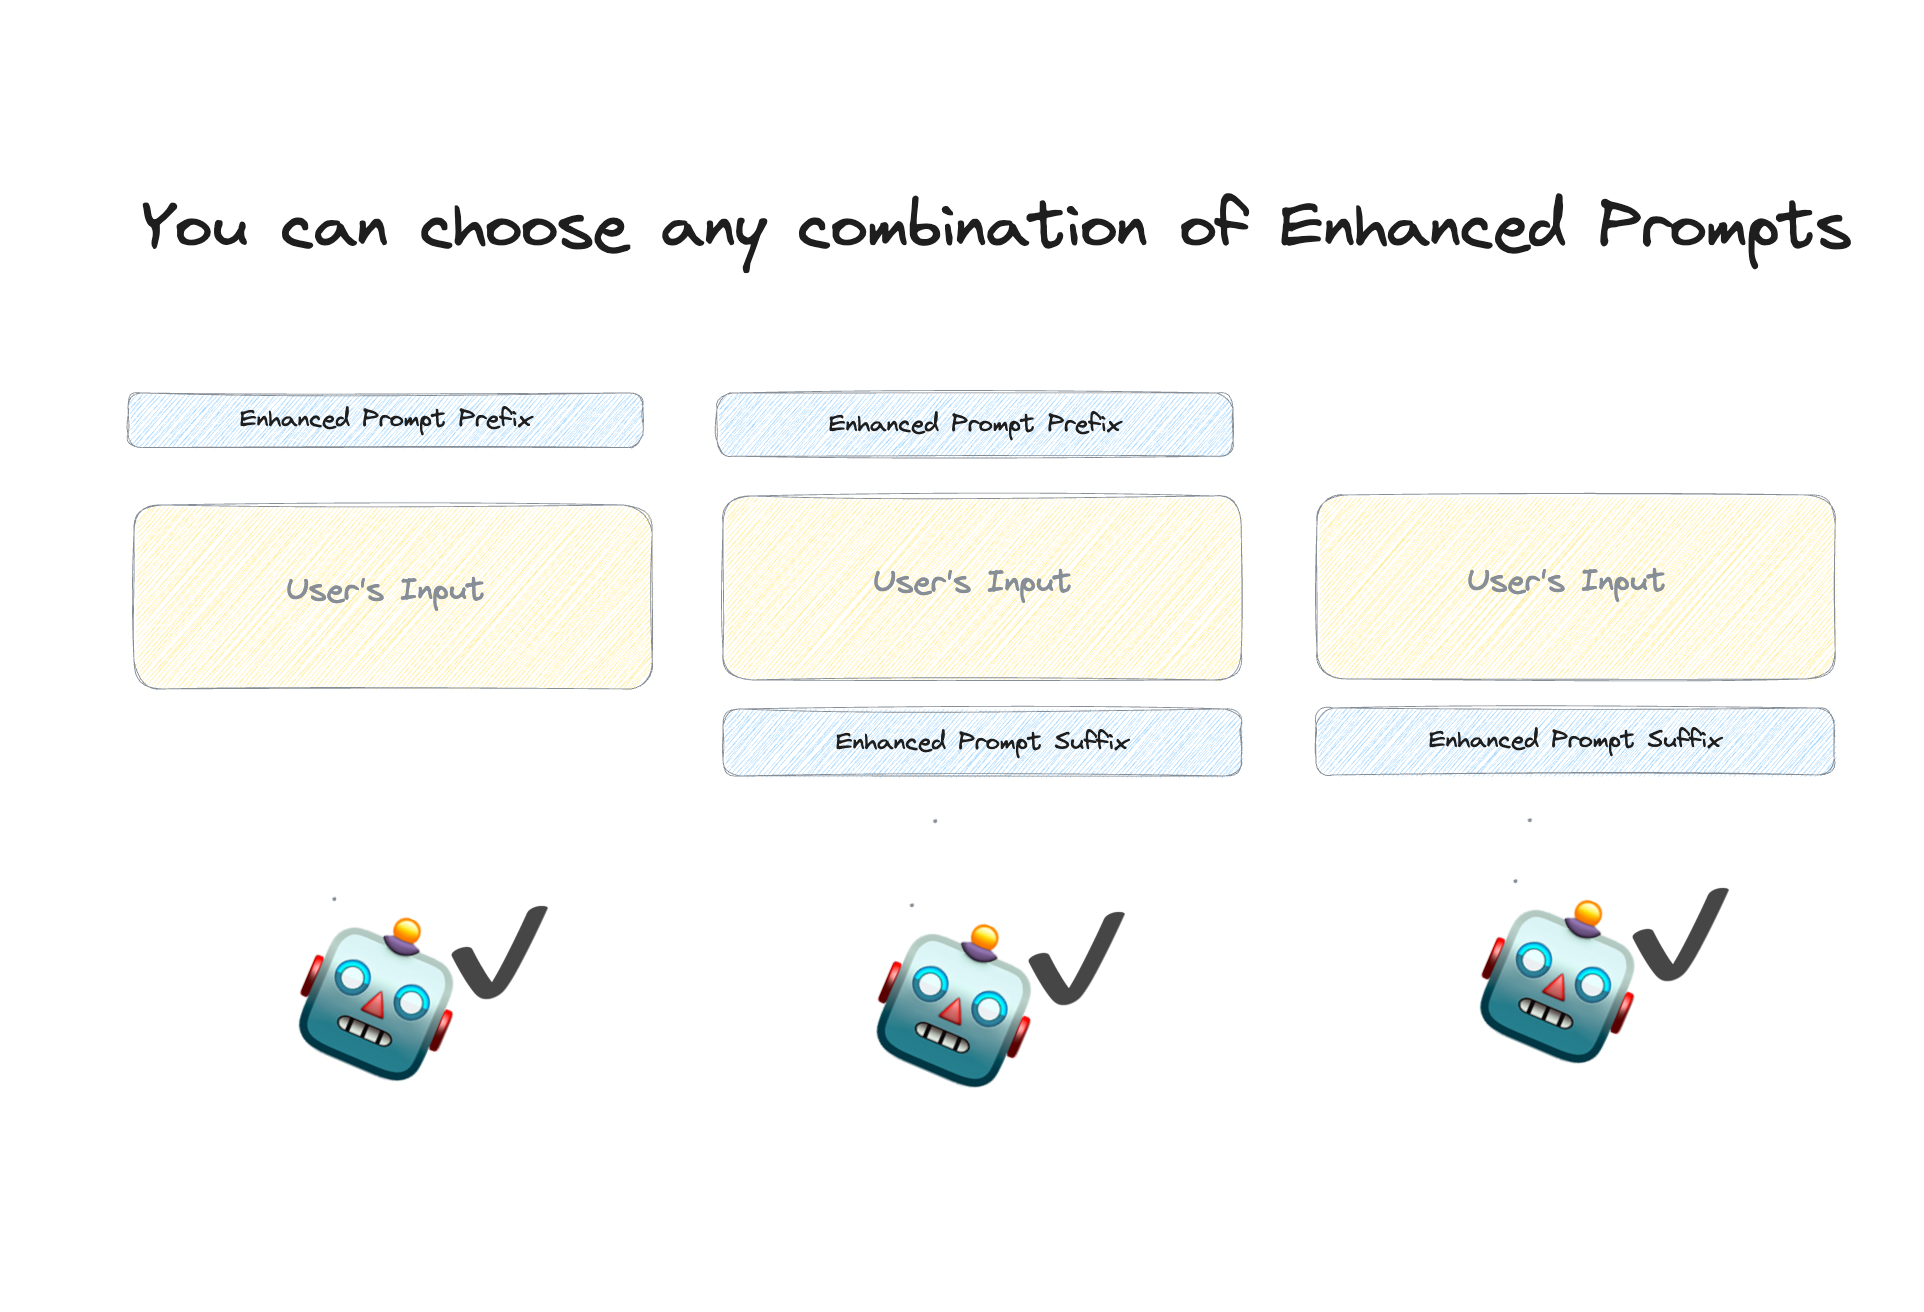 You can choose any combination of Enhanced Prompts
Enhanced Prompt Prefix
User's Input
Enhanced Prompt Prefix
User's Input
Enhanced Prompt Suffix
User's Input
Enhanced Prompt Suffix